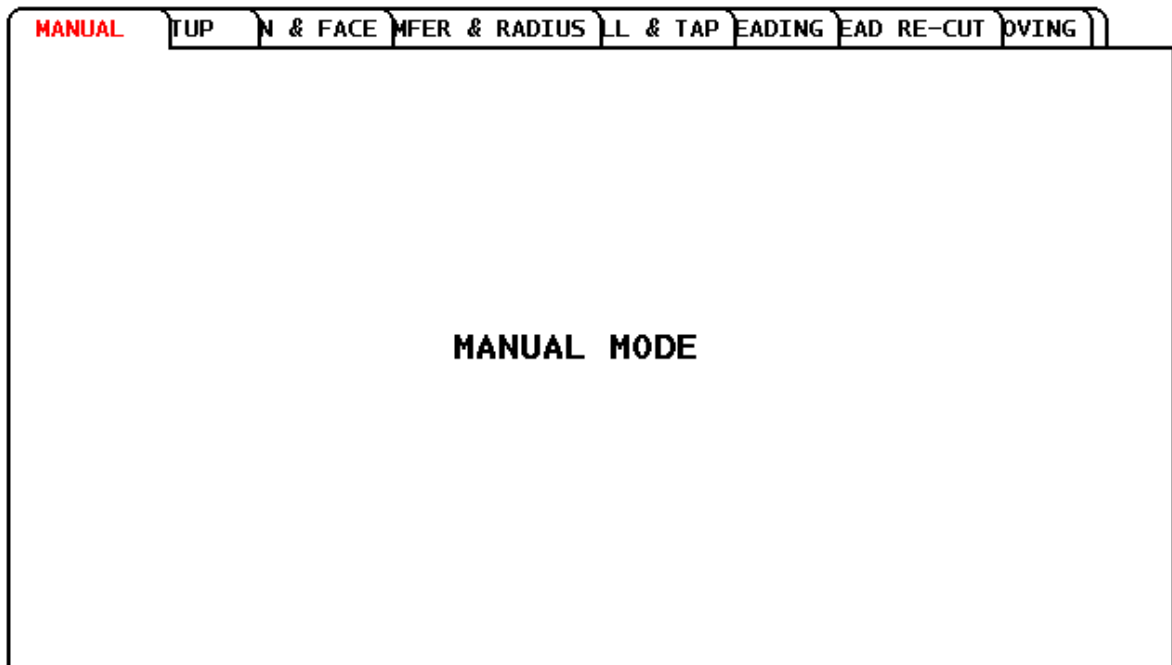 MANUAL TUP N & FACE MFER & RADIUS LL & TAP EADING EAD RE-CUT OVING
MANUAL MODE